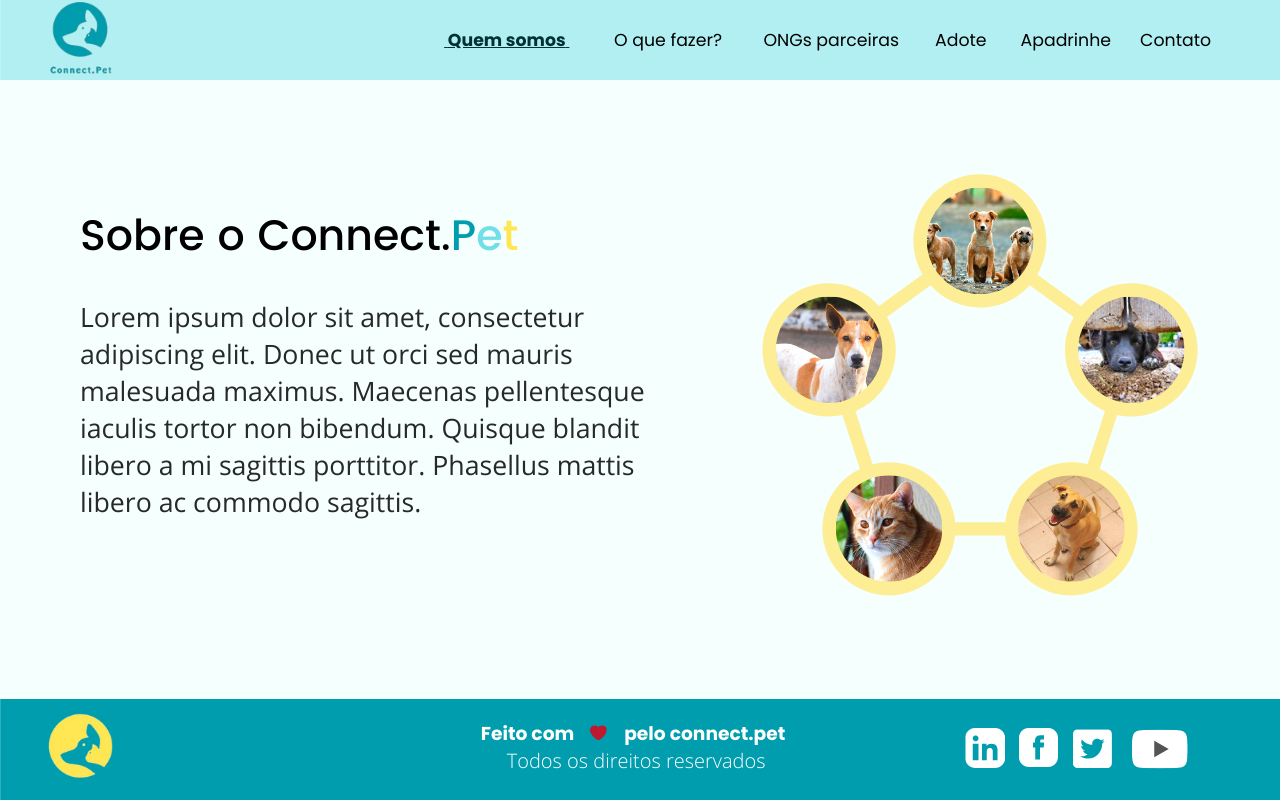 Connect.Pet
Quem somos
O que fazer?
ONGs parceiras
Adote
Apadrinhe
Contato
Sobre o Connect.Pet
Lorem ipsum dolor sit amet, consectetur
adipiscing elit. Donec ut orci sed mauris
malesuada maximus. Maecenas pellentesque
iaculis tortor non bibendum. Quisque blandit
libero a mi sagittis porttitor. Phasellus mattis
libero ac commodo sagittis.
Feito com ❤ pelo connect.pet
Todos os direitos reservados
in
f